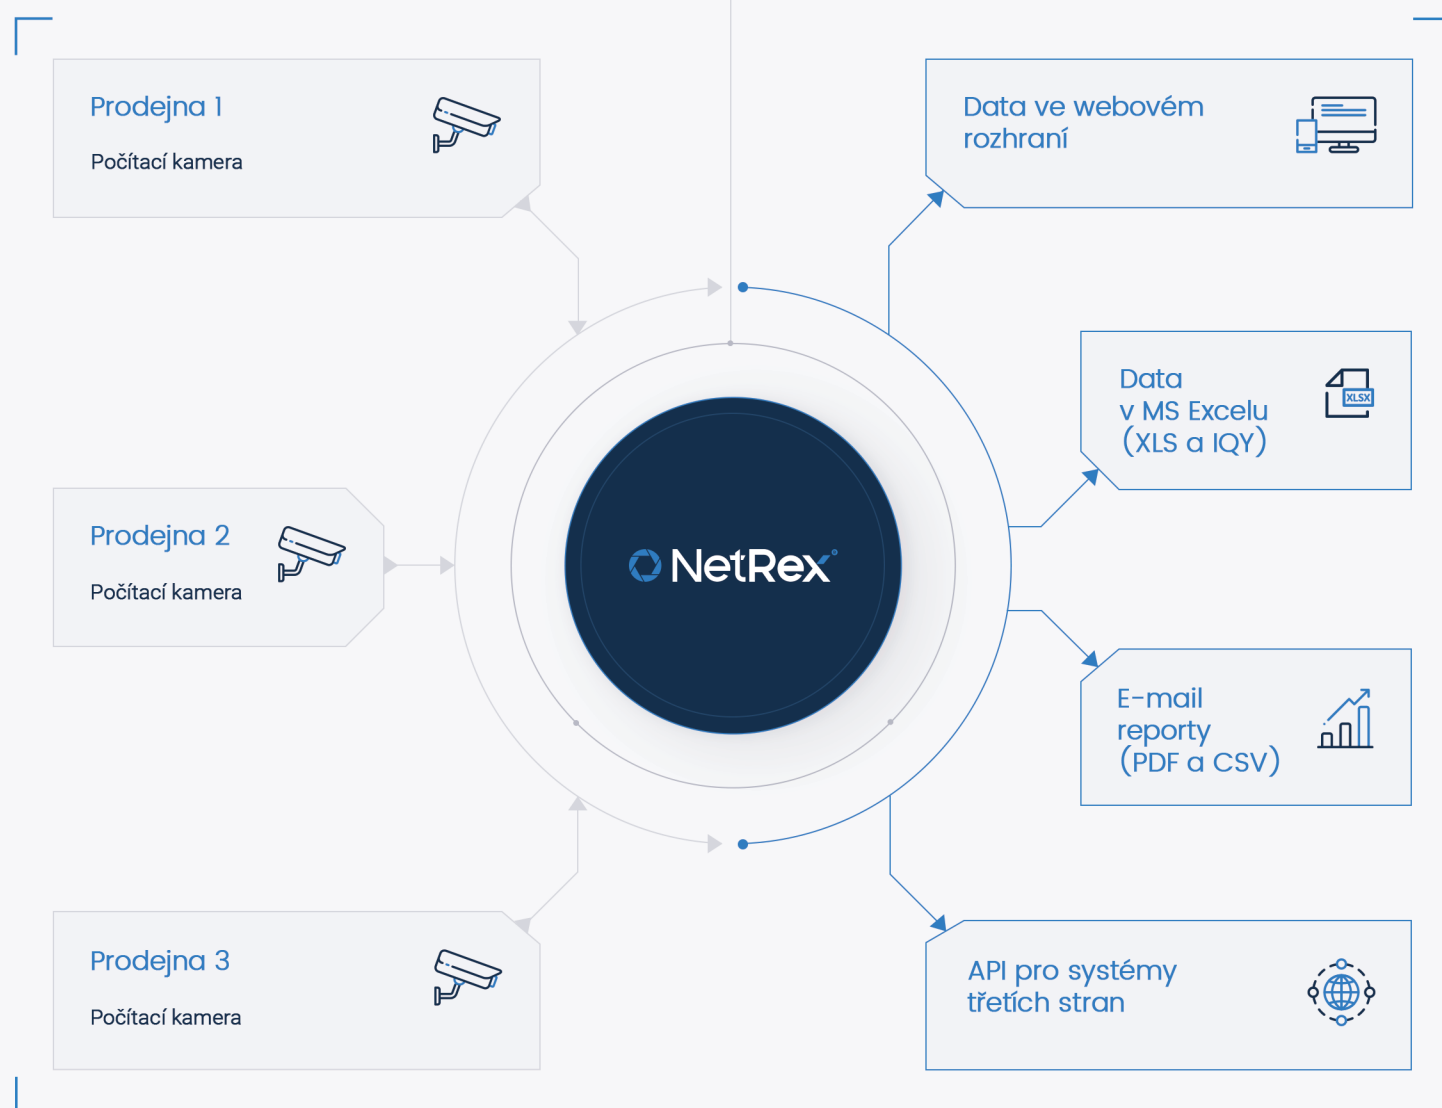 Prodejna 1
Počítací kamera
Prodejna 2
Počítací kamera
Prodejna 3
Počítací kamera
NetRex
Data ve webovém
rozhraní
Data
v MS Excelu
(XLS a IQY)
XLSX
E-mail
reporty
(PDF a CSV)
API pro systémy
třetích stran